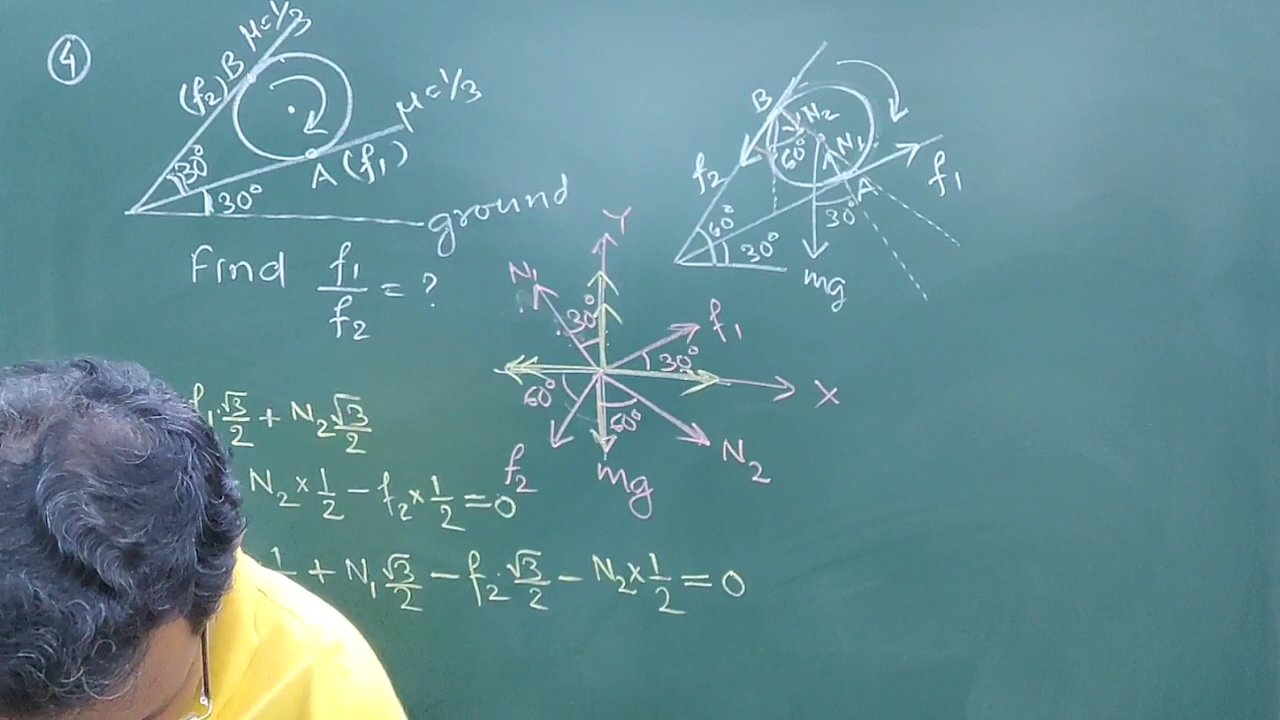 ④
μ=1/3
(f₂) B
μ=1/3
A (f₁)
30°
30°
ground
Find f₁/f₂ = ?
B
N₂
60°
N₁
A
f₂
f₁
60°
30°
30°
mg
Y
N₁
30°
f₁
30°
X
60°
60°
f₂
mg
N₂
f₁√3/2 + N₂√3/2
N₂×1/2 − f₂×1/2 = 0
+ N₁√3/2 − f₂·√3/2 − N₂×1/2 = 0